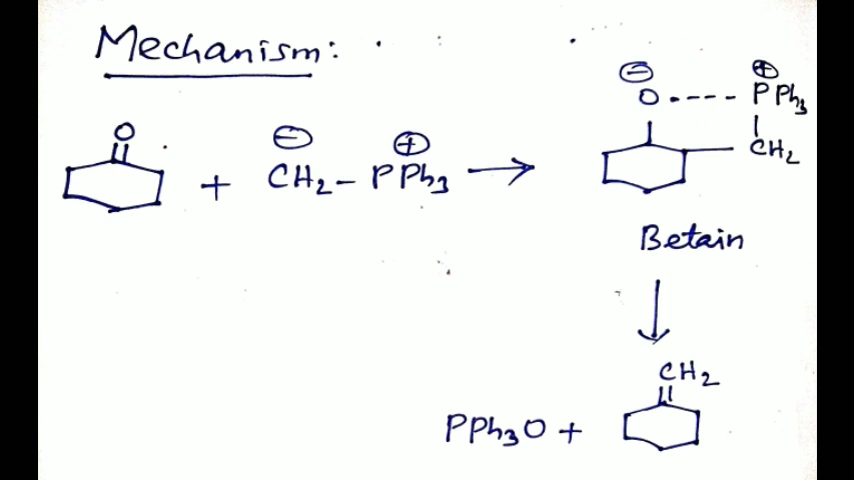 Mechanism:
⊖ ⊕
O O ---- PPh₃
⊖ ⊕
+ CH₂ – PPh₃ → CH₂
Betain
↓
CH₂
PPh₃O +